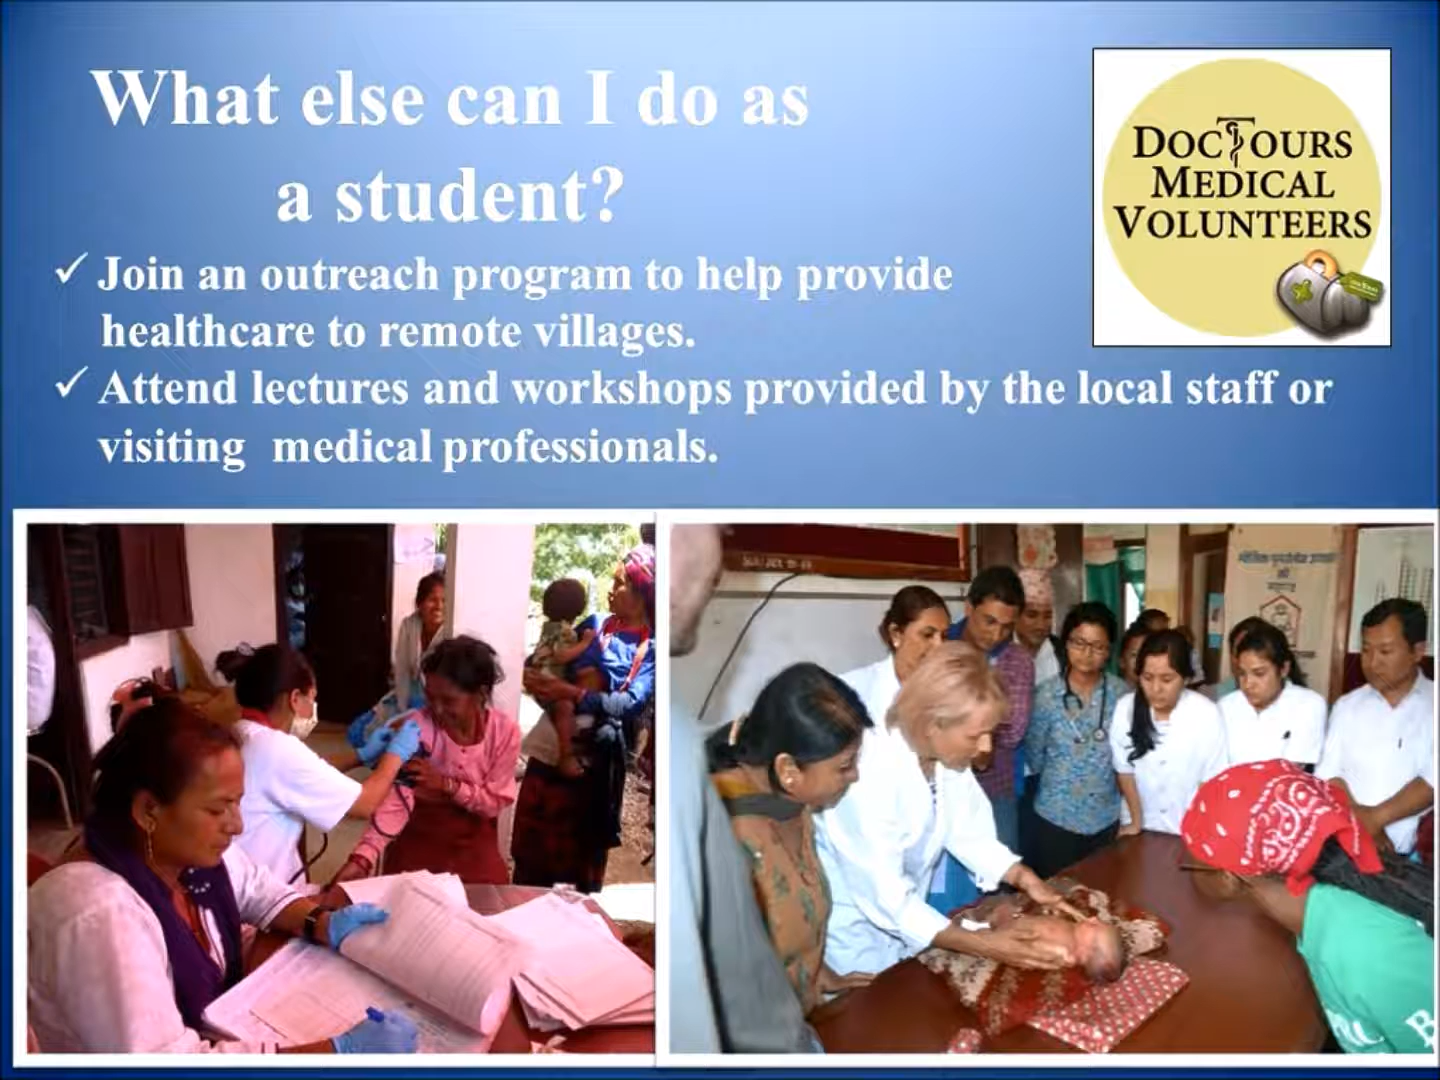 What else can I do as
a student?
✓ Join an outreach program to help provide
healthcare to remote villages.
✓ Attend lectures and workshops provided by the local staff or
visiting medical professionals.
DOCTOURS
MEDICAL
VOLUNTEERS